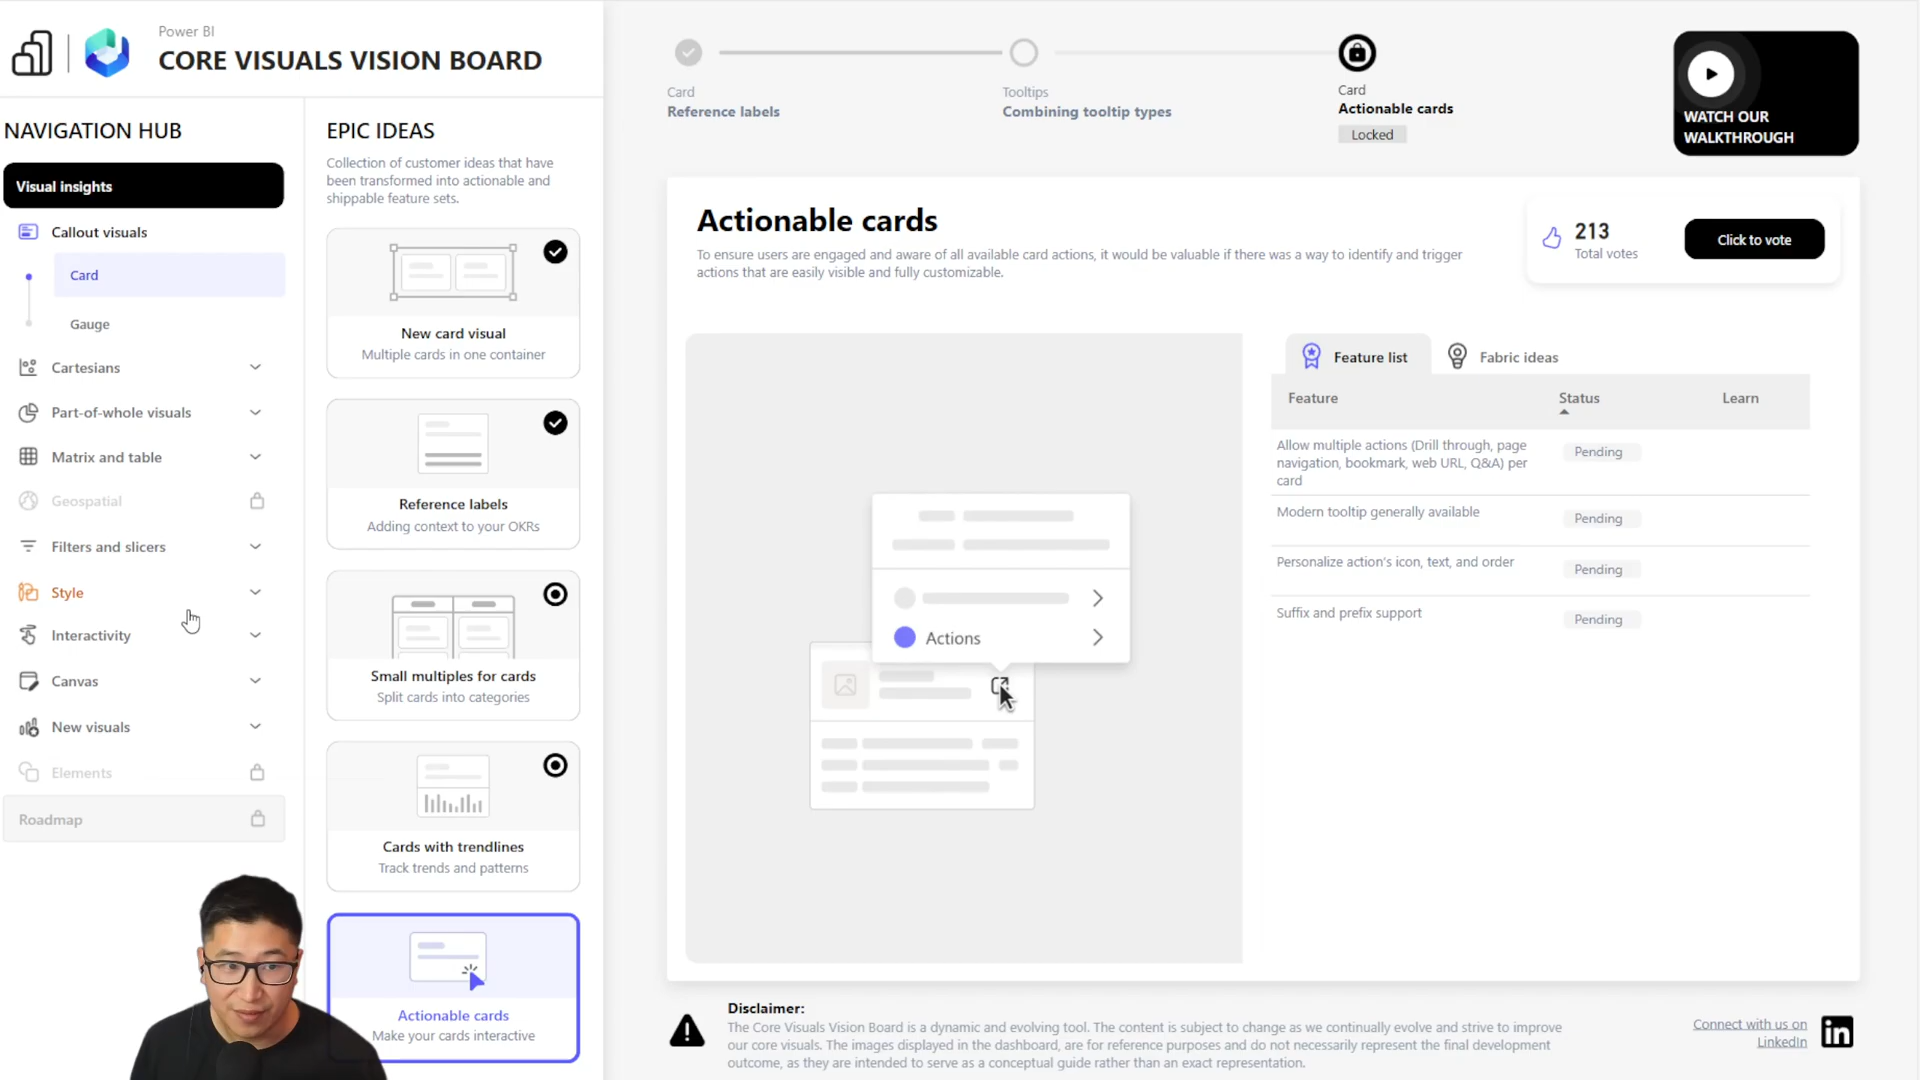 Power BI
CORE VISUALS VISION BOARD
NAVIGATION HUB
Visual insights
Callout visuals
Card
Gauge
Cartesians
Part-of-whole visuals
Matrix and table
Geospatial
Filters and slicers
Style
Interactivity
Canvas
New visuals
Elements
Roadmap
EPIC IDEAS
Collection of customer ideas that have
been transformed into actionable and
shippable feature sets.
New card visual
Multiple cards in one container
Reference labels
Adding context to your OKRs
Small multiples for cards
Split cards into categories
Cards with trendlines
Track trends and patterns
Actionable cards
Make your cards interactive
Card
Reference labels
Tooltips
Combining tooltip types
Card
Actionable cards
Locked
WATCH OUR
WALKTHROUGH
Actionable cards
To ensure users are engaged and aware of all available card actions, it would be valuable if there was a way to identify and trigger
actions that are easily visible and fully customizable.
213
Total votes
Click to vote
Actions
Feature list
Fabric ideas
Feature Status Learn
Allow multiple actions (Drill through, page
navigation, bookmark, web URL, Q&A) per
card
Pending
Modern tooltip generally available
Pending
Personalize action's icon, text, and order
Pending
Suffix and prefix support
Pending
Disclaimer:
The Core Visuals Vision Board is a dynamic and evolving tool. The content is subject to change as we continually evolve and strive to improve
our core visuals. The images displayed in the dashboard, are for reference purposes and do not necessarily represent the final development
outcome, as they are intended to serve as a conceptual guide rather than an exact representation.
Connect with us on
LinkedIn
in